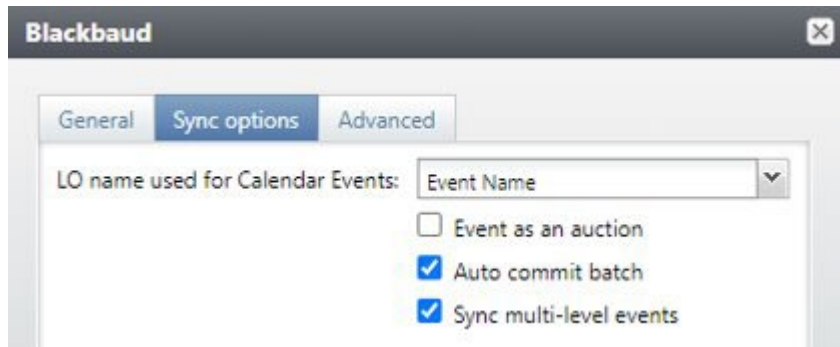 Blackbaud
General Sync options Advanced
LO name used for Calendar Events: Event Name
Event as an auction
Auto commit batch
Sync multi-level events